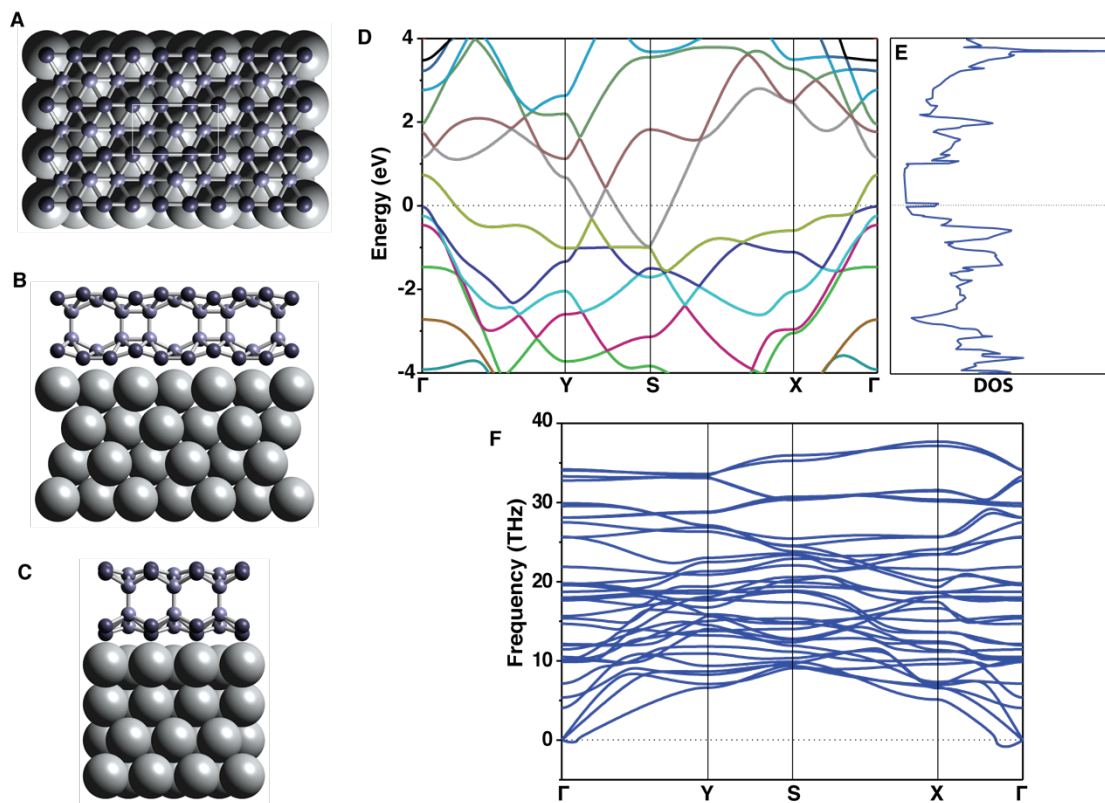 A
B
C
D
4
2
0
-2
-4
Energy (eV)
Γ
Y
S
X
Γ
E
DOS
F
40
30
20
10
0
Frequency (THz)
Γ
Y
S
X
Γ